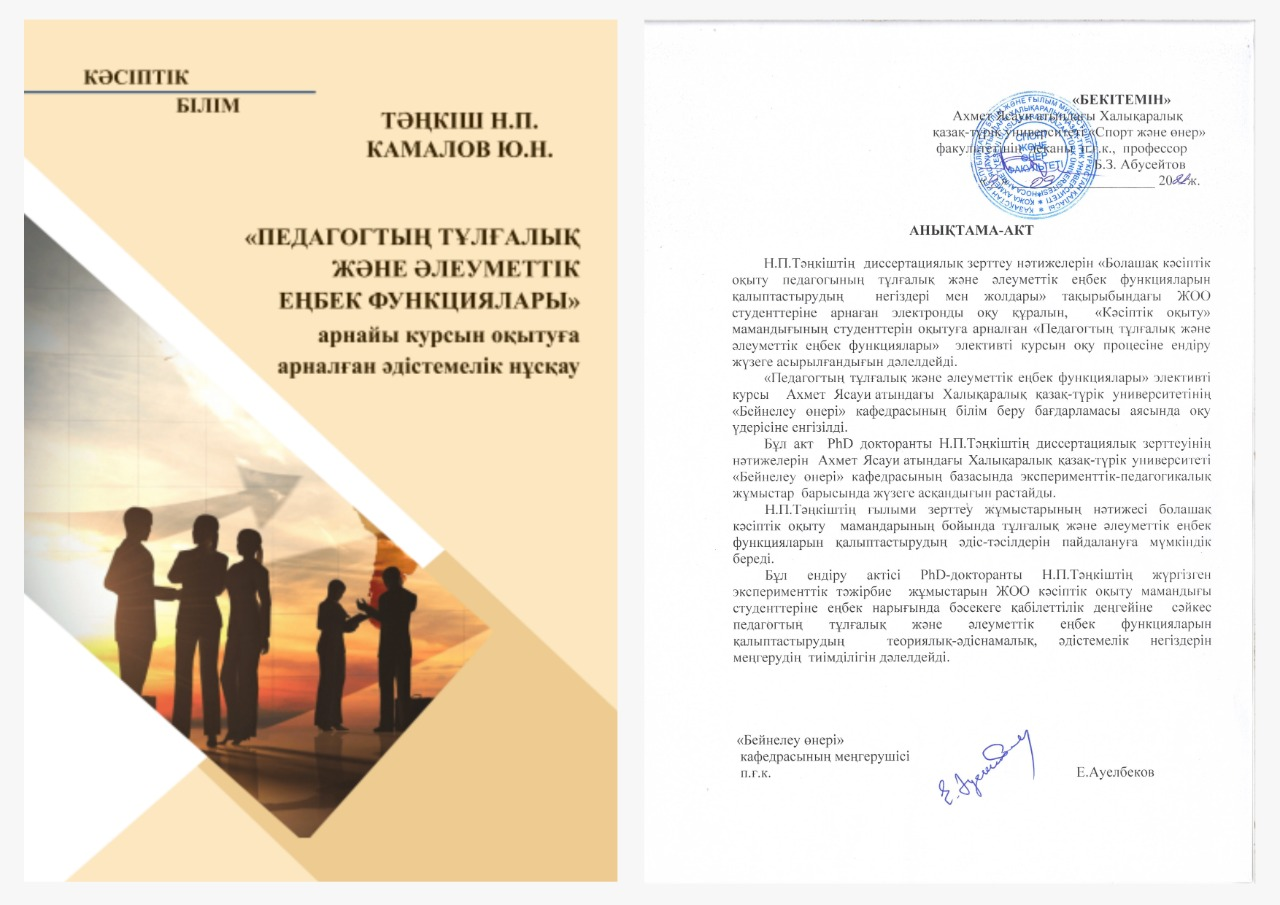 КӘСІПТІК
БІЛІМ
ТӘҢКІШ Н.П.
КАМАЛОВ Ю.Н.
«ПЕДАГОГТЫҢ ТҰЛҒАЛЫҚ
ЖӘНЕ ӘЛЕУМЕТТІК
ЕҢБЕК ФУНКЦИЯЛАРЫ»
арнайы курсын оқытуға
арналған әдістемелік нұсқау
«БЕКІТЕМІН»
Ахмет Ясауи атындағы Халықаралық
қазақ-түрік университеті «Спорт және өнер»
факультетінің деканы, п.ғ.к., профессор
Б.З. Абусейтов
20 ж.
СПОРТ
ЖӘНЕ
ӨНЕР
ФАКУЛЬТЕТІ
АНЫҚТАМА-АКТ
Н.П.Тәңкіштің диссертациялық зерттеу нәтижелерін «Болашақ кәсіптік
оқыту педагогының тұлғалық және әлеуметтік еңбек функцияларын
қалыптастырудың негіздері мен жолдары» тақырыбындағы ЖОО
студенттеріне арнаған электронды оқу құралын, «Кәсіптік оқыту»
мамандығының студенттерін оқытуға арналған «Педагогтың тұлғалық және
әлеуметтік еңбек функциялары» элективті курсын оқу процесіне ендіру
жүзеге асырылғандығын дәлелдейді.
«Педагогтың тұлғалық және әлеуметтік еңбек функциялары» элективті
курсы Ахмет Ясауи атындағы Халықаралық қазақ-түрік университетінің
«Бейнелеу өнері» кафедрасының білім беру бағдарламасы аясында оқу
үдерісіне енгізілді.
Бұл акт PhD докторанты Н.П.Тәңкіштің диссертациялық зерттеуінің
нәтижелерін Ахмет Ясауи атындағы Халықаралық қазақ-түрік университеті
«Бейнелеу өнері» кафедрасының базасында эксперименттік-педагогикалық
жұмыстар барысында жүзеге асқандығын растайды.
Н.П.Тәңкіштің ғылыми зерттеу жұмыстарының нәтижесі болашақ
кәсіптік оқыту мамандарының бойында тұлғалық және әлеуметтік еңбек
функцияларын қалыптастырудың әдіс-тәсілдерін пайдалануға мүмкіндік
береді.
Бұл ендіру актісі PhD-докторанты Н.П.Тәңкіштің жүргізген
эксперименттік тәжірбие жұмыстарын ЖОО кәсіптік оқыту мамандығы
студенттеріне еңбек нарығында бәсекеге қабілеттілік деңгейіне сәйкес
педагогтың тұлғалық және әлеуметтік еңбек функцияларын
қалыптастырудың теориялық-әдіснамалық, әдістемелік негіздерін
меңгерудің тиімділігін дәлелдейді.
«Бейнелеу өнері»
кафедрасының меңгерушісі
п.ғ.к.
Е.Ауелбеков